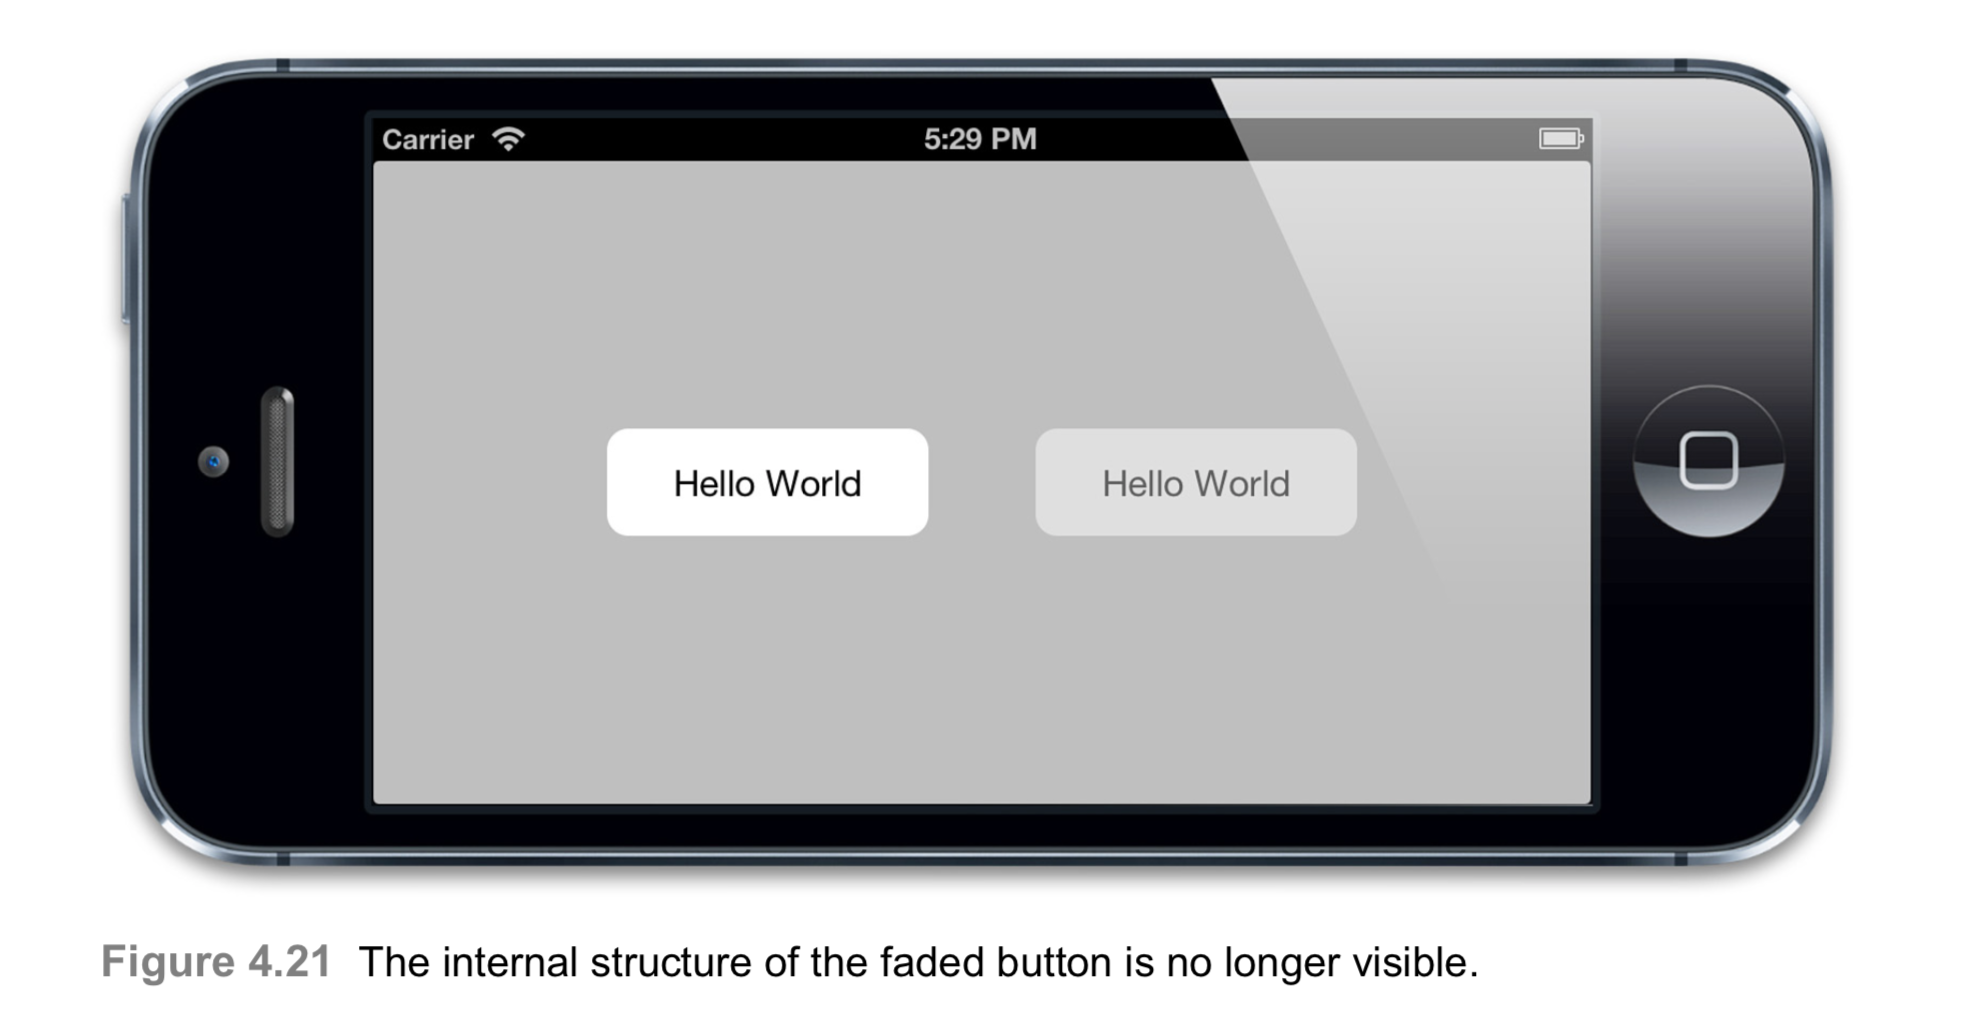 Carrier 5:29 PM
Hello World Hello World
Figure 4.21 The internal structure of the faded button is no longer visible.